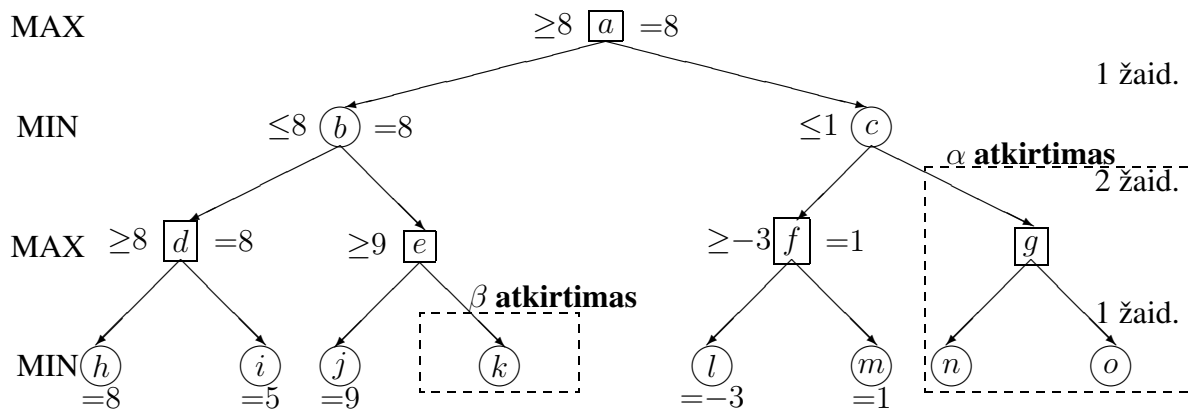 MAX ≥8 a =8
1 žaid.
MIN ≤8 b =8 ≤1 c
α atkirtimas
2 žaid.
MAX ≥8 d =8 ≥9 e ≥−3 f =1 g
β atkirtimas
1 žaid.
MIN h i j k l m n o
=8 =5 =9 =−3 =1